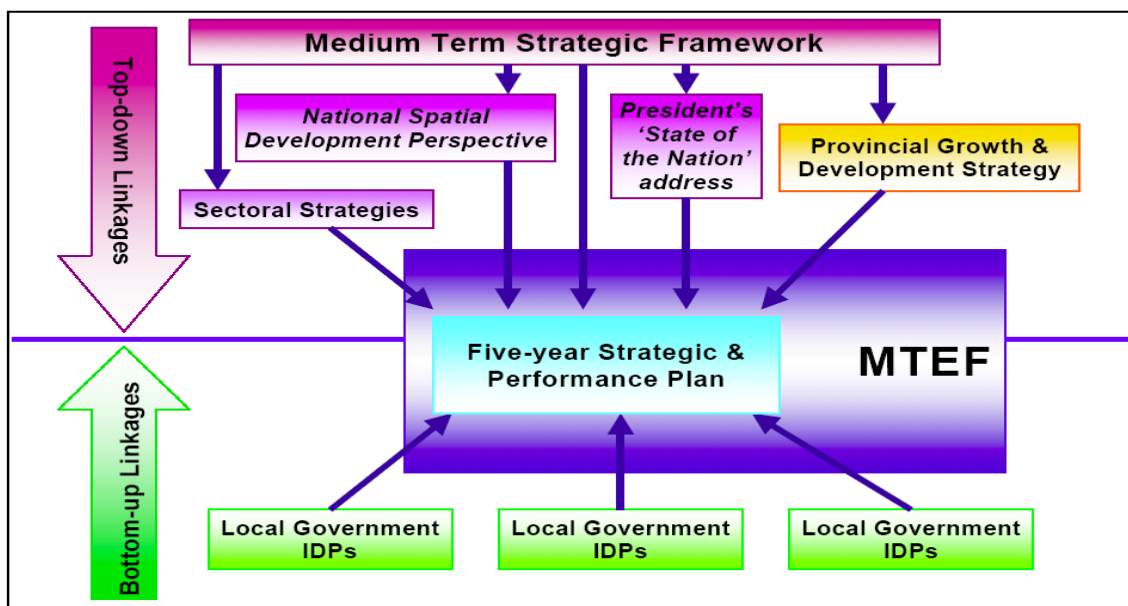 Medium Term Strategic Framework
Top-down Linkages
National Spatial
Development Perspective
President's
'State of
the Nation'
address
Provincial Growth &
Development Strategy
Sectoral Strategies
Five-year Strategic &
Performance Plan
MTEF
Bottom-up Linkages
Local Government
IDPs
Local Government
IDPs
Local Government
IDPs